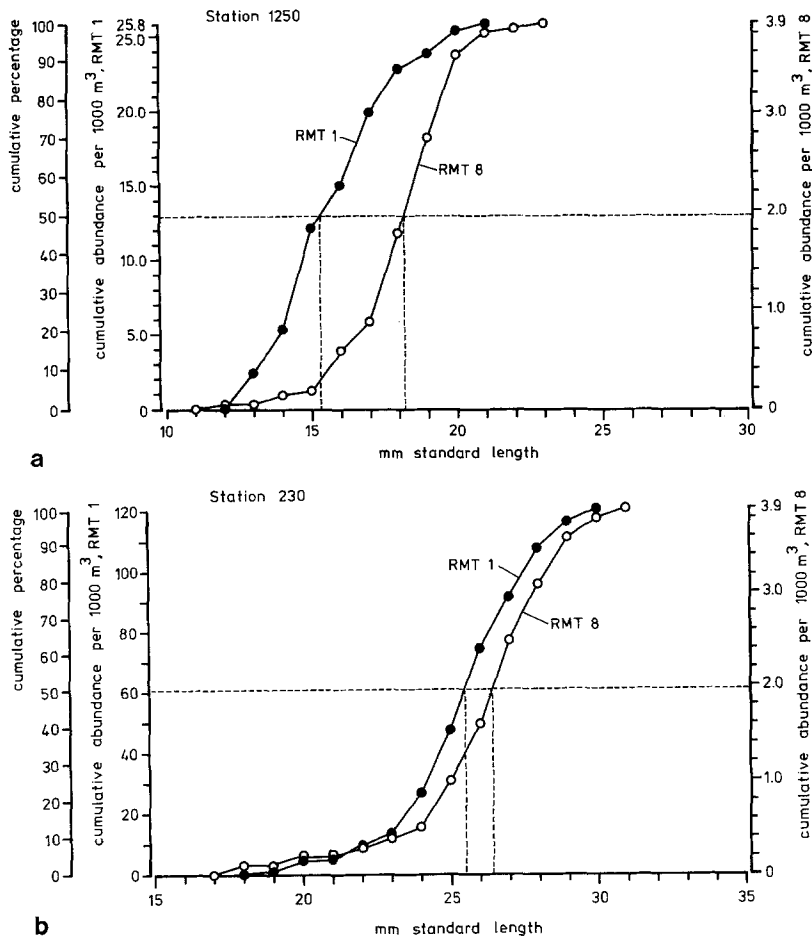 Station 1250
cumulative percentage
100
90
80
70
60
50
40
30
20
10
0
cumulative abundance per 1000 m³, RMT 1
25.8
25.0
20.0
15.0
10.0
5.0
0
RMT 1
RMT 8
3.9
3.0
2.0
1.0
0
cumulative abundance per 1000 m³, RMT 8
10 15 20 25 30
mm standard length
a
Station 230
cumulative percentage
100
90
80
70
60
50
40
30
20
10
0
cumulative abundance per 1000 m³, RMT 1
120
100
80
60
40
20
0
RMT 1
RMT 8
3.9
3.0
2.0
1.0
0
cumulative abundance per 1000 m³, RMT 8
15 20 25 30 35
mm standard length
b